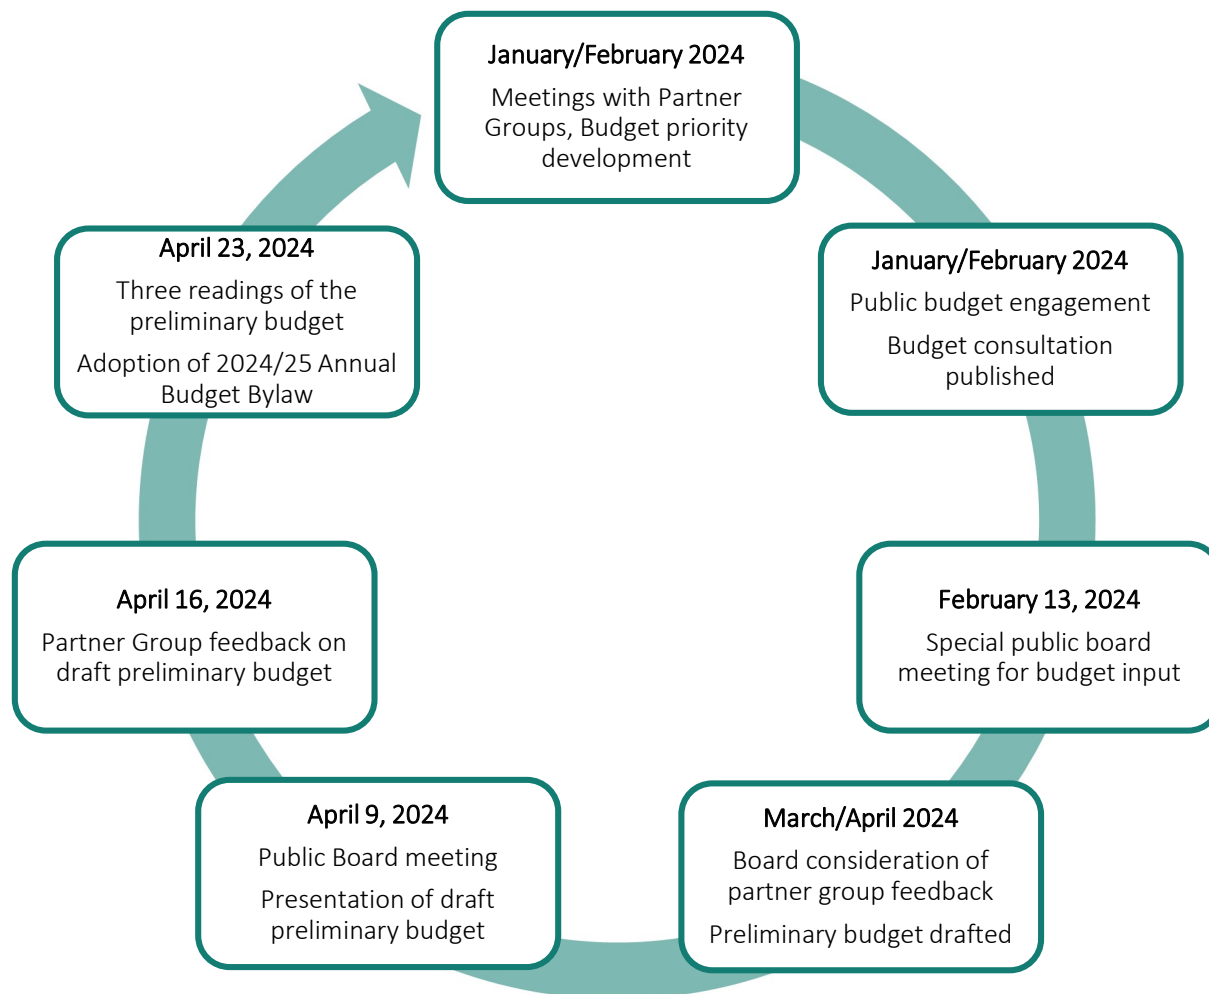 January/February 2024
Meetings with Partner
Groups, Budget priority
development
January/February 2024
Public budget engagement
Budget consultation
published
February 13, 2024
Special public board
meeting for budget input
March/April 2024
Board consideration of
partner group feedback
Preliminary budget drafted
April 9, 2024
Public Board meeting
Presentation of draft
preliminary budget
April 16, 2024
Partner Group feedback on
draft preliminary budget
April 23, 2024
Three readings of the
preliminary budget
Adoption of 2024/25 Annual
Budget Bylaw